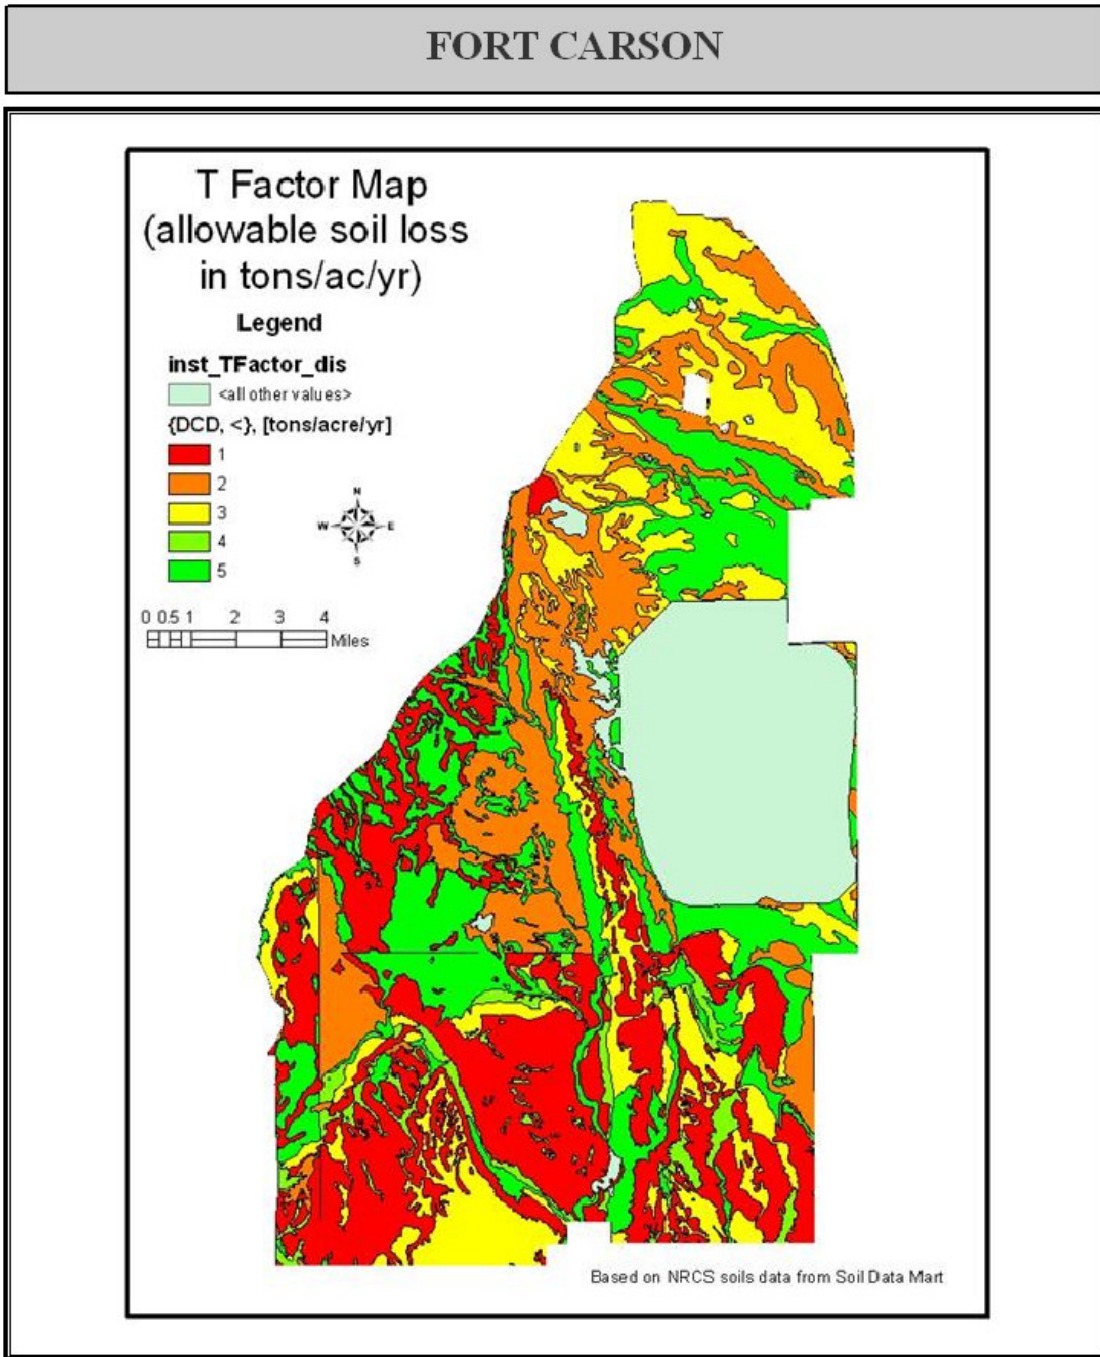 FORT CARSON
T Factor Map
(allowable soil loss
in tons/ac/yr)
Legend
inst_TFactor_dis
<all other values>
{DCD, <}, [tons/acre/yr]
1
2
3
4
5
N
W E
S
0 0.5 1 2 3 4
Miles
Based on NRCS soils data from Soil Data Mart